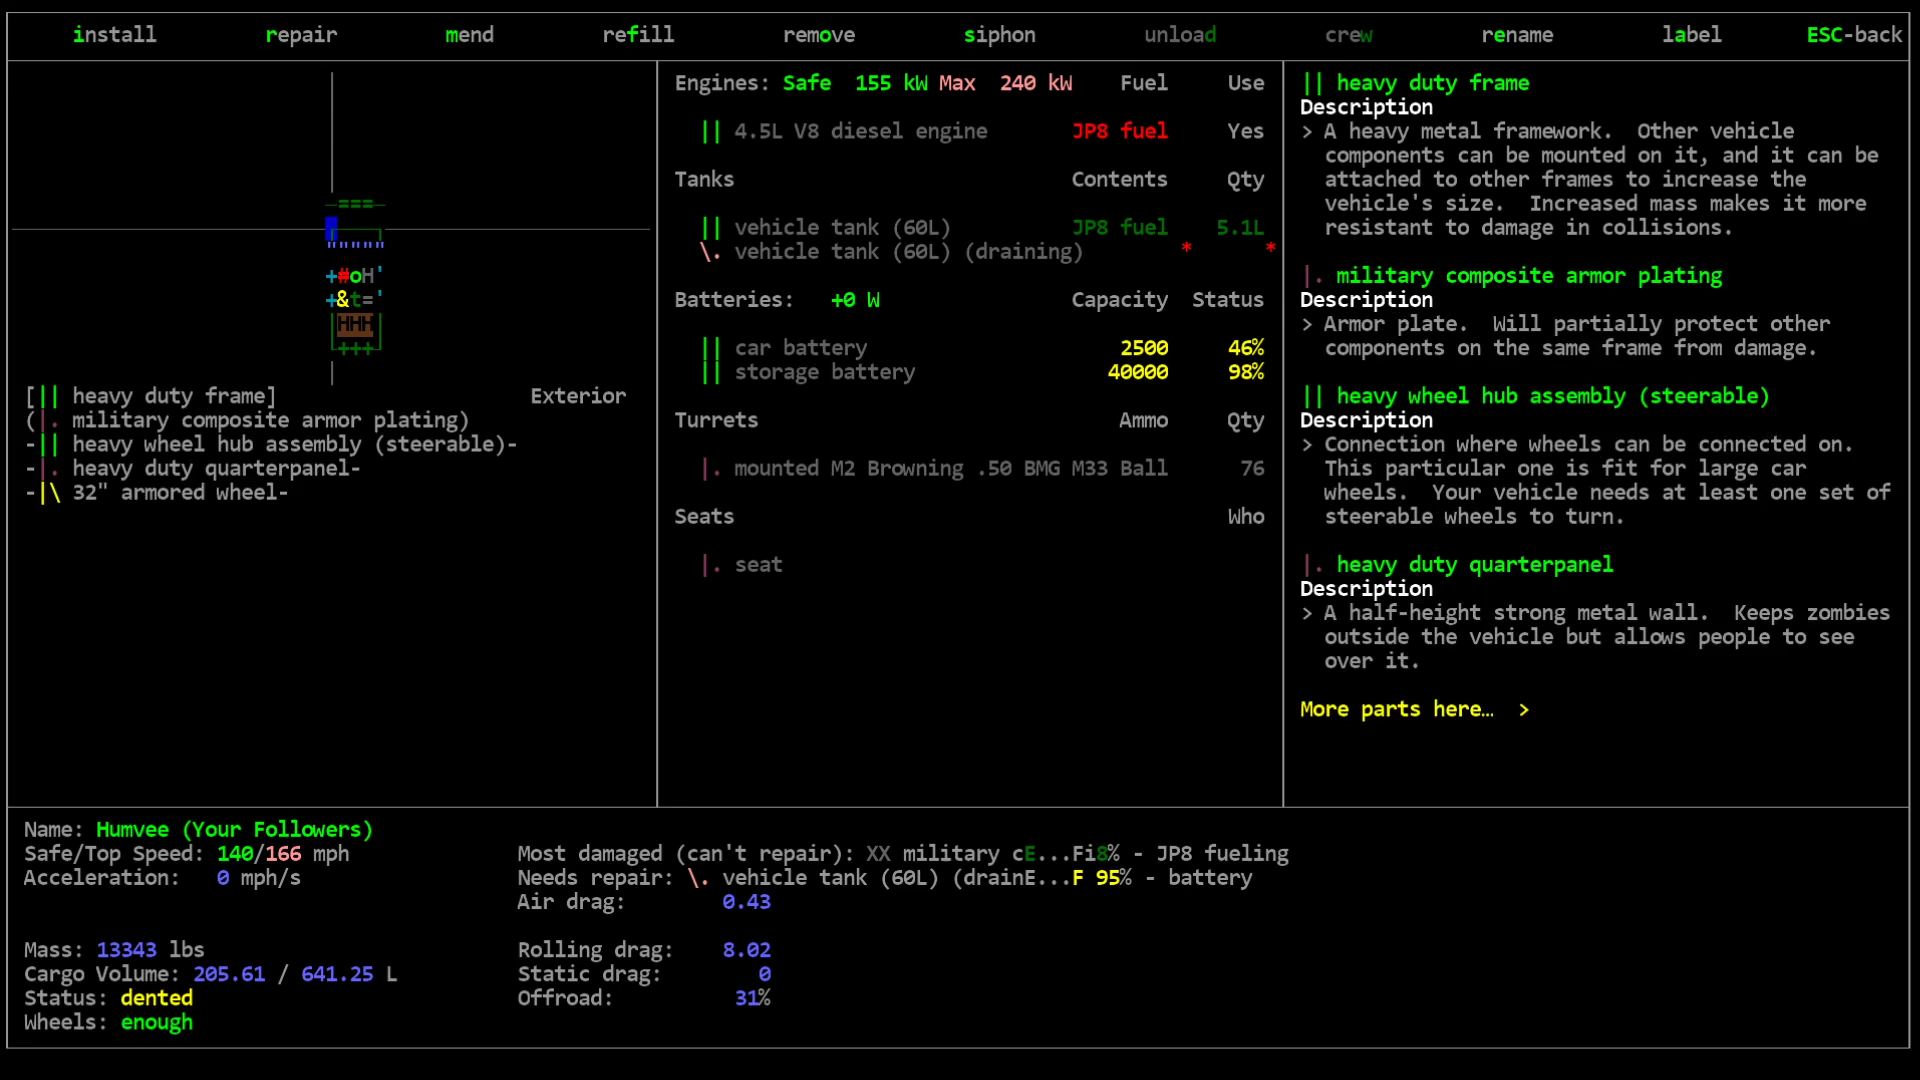 install repair mend refill remove siphon unload crew rename label ESC-back
Engines: Safe 155 kW Max 240 kW Fuel Use
|| 4.5L V8 diesel engine JP8 fuel Yes
Tanks Contents Qty
|| vehicle tank (60L) JP8 fuel 5.1L
\. vehicle tank (60L) (draining) * *
Batteries: +0 W Capacity Status
|| car battery 2500 46%
|| storage battery 40000 98%
Turrets Ammo Qty
|. mounted M2 Browning .50 BMG M33 Ball 76
Seats Who
|. seat
-===-
"""""
+#oH'
+&t='
|HHH|
+++
[|| heavy duty frame] Exterior
(|. military composite armor plating)
-|| heavy wheel hub assembly (steerable)-
-|. heavy duty quarterpanel-
-|\ 32" armored wheel-
|| heavy duty frame
Description
> A heavy metal framework. Other vehicle
components can be mounted on it, and it can be
attached to other frames to increase the
vehicle's size. Increased mass makes it more
resistant to damage in collisions.
|. military composite armor plating
Description
> Armor plate. Will partially protect other
components on the same frame from damage.
|| heavy wheel hub assembly (steerable)
Description
> Connection where wheels can be connected on.
This particular one is fit for large car
wheels. Your vehicle needs at least one set of
steerable wheels to turn.
|. heavy duty quarterpanel
Description
> A half-height strong metal wall. Keeps zombies
outside the vehicle but allows people to see
over it.
More parts here… >
Name: Humvee (Your Followers)
Safe/Top Speed: 140/166 mph
Acceleration: 0 mph/s
Mass: 13343 lbs
Cargo Volume: 205.61 / 641.25 L
Status: dented
Wheels: enough
Most damaged (can't repair): XX military cE...Fi8% - JP8 fueling
Needs repair: \. vehicle tank (60L) (drainE...F 95% - battery
Air drag: 0.43
Rolling drag: 8.02
Static drag: 0
Offroad: 31%